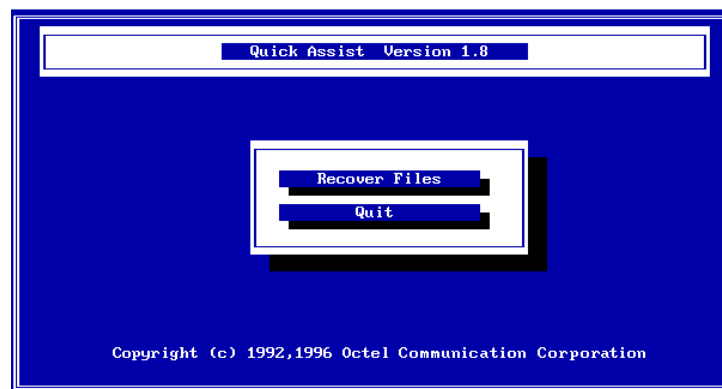 Quick Assist  Version 1.8
Recover Files
Quit
Copyright (c) 1992,1996 Octel Communication Corporation